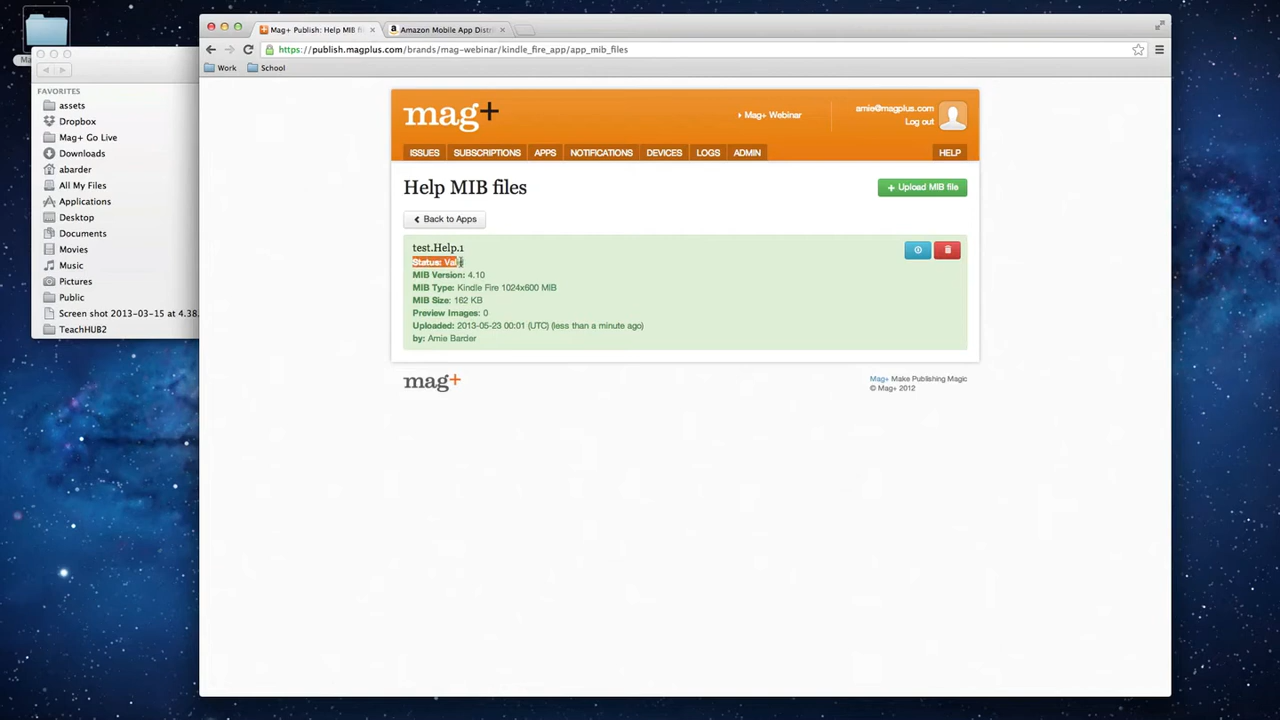 Mag+ Publish: Help MIB fi
Amazon Mobile App Distri
https://publish.magplus.com/brands/mag-webinar/kindle_fire_app/app_mib_files
Work
School
FAVORITES
assets
Dropbox
Mag+ Go Live
Downloads
abarder
All My Files
Applications
Desktop
Documents
Movies
Music
Pictures
Public
Screen shot 2013-03-15 at 4.38.
TeachHUB2
mag+
Mag+ Webinar
amie@magplus.com
Log out
ISSUES SUBSCRIPTIONS APPS NOTIFICATIONS DEVICES LOGS ADMIN HELP
Help MIB files
+ Upload MIB file
Back to Apps
test.Help.1
Status: Val
MIB Version: 4.10
MIB Type: Kindle Fire 1024x600 MIB
MIB Size: 162 KB
Preview Images: 0
Uploaded: 2013-05-23 00:01 (UTC) (less than a minute ago)
by: Amie Barder
mag+
Mag+ Make Publishing Magic
© Mag+ 2012